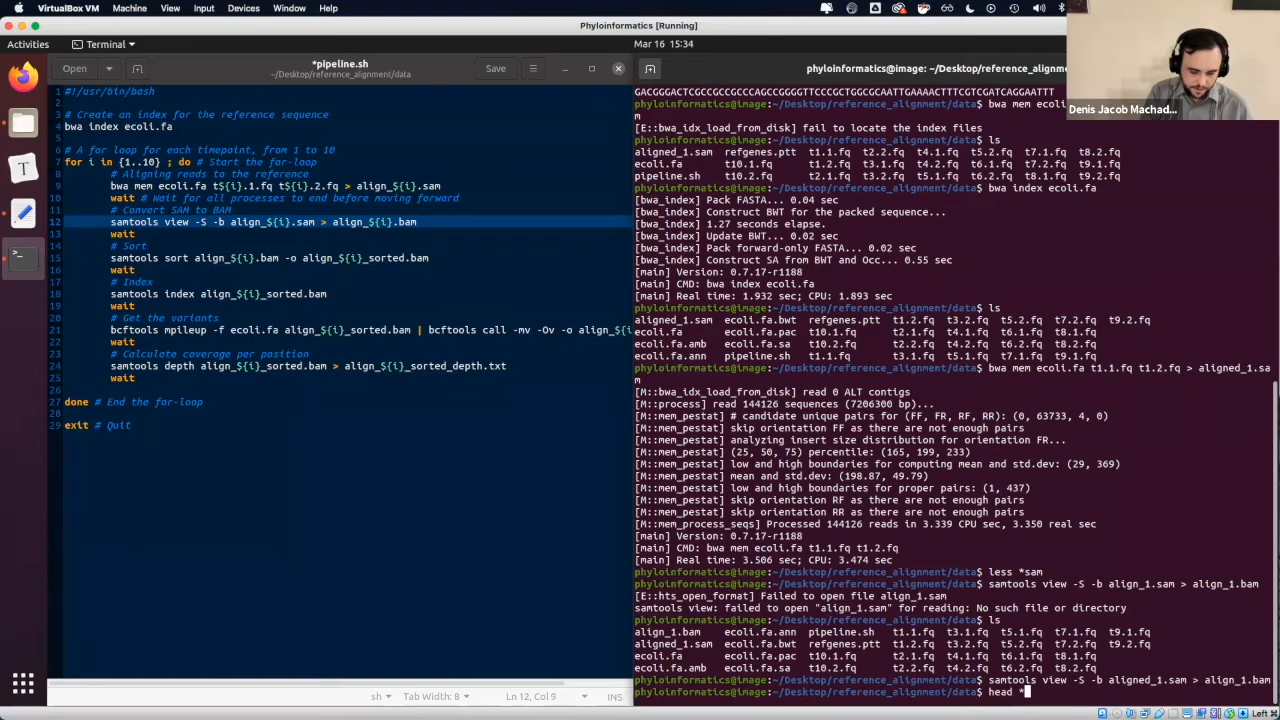 VirtualBox VM Machine View Input Devices Window Help
Phyloinformatics [Running]
Activities Terminal Mar 16 15:34
Open *pipeline.sh Save
~/Desktop/reference_alignment/data
1 #!/usr/bin/bash
2
3 # Create an index for the reference sequence
4 bwa index ecoli.fa
5
6 # A for loop for each timepoint, from 1 to 10
7 for i in {1..10} ; do # Start the for-loop
8 # Aligning reads to the reference
9 bwa mem ecoli.fa t${i}.1.fq t${i}.2.fq > align_${i}.sam
10 wait # Wait for all processes to end before moving forward
11 # Convert SAM to BAM
12 samtools view -S -b align_${i}.sam > align_${i}.bam
13 wait
14 # Sort
15 samtools sort align_${i}.bam -o align_${i}_sorted.bam
16 wait
17 # Index
18 samtools index align_${i}_sorted.bam
19 wait
20 # Get the variants
21 bcftools mpileup -f ecoli.fa align_${i}_sorted.bam | bcftools call -mv -Ov -o align_${i
22 wait
23 # Calculate coverage per position
24 samtools depth align_${i}_sorted.bam > align_${i}_sorted_depth.txt
25 wait
26
27 done # End the for-loop
28
29 exit # Quit
sh Tab Width: 8 Ln 12, Col 9 INS
phyloinformatics@image: ~/Desktop/reference_alignm
Denis Jacob Machad...
GACGGGACTCGCCGCCGCCCAGCCGGGGTTCCCGCTGGCGCAATTGAAAACTTTCGTCGATCAGGAATTT
phyloinformatics@image:~/Desktop/reference_alignment/data$ bwa mem ecoli
m
[E::bwa_idx_load_from_disk] fail to locate the index files
phyloinformatics@image:~/Desktop/reference_alignment/data$ ls
aligned_1.sam refgenes.ptt t1.1.fq t2.2.fq t4.1.fq t5.2.fq t7.1.fq t8.2.fq
ecoli.fa t10.1.fq t1.2.fq t3.1.fq t4.2.fq t6.1.fq t7.2.fq t9.1.fq
pipeline.sh t10.2.fq t2.1.fq t3.2.fq t5.1.fq t6.2.fq t8.1.fq t9.2.fq
phyloinformatics@image:~/Desktop/reference_alignment/data$ bwa index ecoli.fa
[bwa_index] Pack FASTA... 0.04 sec
[bwa_index] Construct BWT for the packed sequence...
[bwa_index] 1.27 seconds elapse.
[bwa_index] Update BWT... 0.02 sec
[bwa_index] Pack forward-only FASTA... 0.02 sec
[bwa_index] Construct SA from BWT and Occ... 0.55 sec
[main] Version: 0.7.17-r1188
[main] CMD: bwa index ecoli.fa
[main] Real time: 1.932 sec; CPU: 1.893 sec
phyloinformatics@image:~/Desktop/reference_alignment/data$ ls
aligned_1.sam ecoli.fa.bwt refgenes.ptt t1.2.fq t3.2.fq t5.2.fq t7.2.fq t9.2.fq
ecoli.fa ecoli.fa.pac t10.1.fq t2.1.fq t4.1.fq t6.1.fq t8.1.fq
ecoli.fa.amb ecoli.fa.sa t10.2.fq t2.2.fq t4.2.fq t6.2.fq t8.2.fq
ecoli.fa.ann pipeline.sh t1.1.fq t3.1.fq t5.1.fq t7.1.fq t9.1.fq
phyloinformatics@image:~/Desktop/reference_alignment/data$ bwa mem ecoli.fa t1.1.fq t1.2.fq > aligned_1.sa
m
[M::bwa_idx_load_from_disk] read 0 ALT contigs
[M::process] read 144126 sequences (7206300 bp)...
[M::mem_pestat] # candidate unique pairs for (FF, FR, RF, RR): (0, 63733, 4, 0)
[M::mem_pestat] skip orientation FF as there are not enough pairs
[M::mem_pestat] analyzing insert size distribution for orientation FR...
[M::mem_pestat] (25, 50, 75) percentile: (165, 199, 233)
[M::mem_pestat] low and high boundaries for computing mean and std.dev: (29, 369)
[M::mem_pestat] mean and std.dev: (198.87, 49.79)
[M::mem_pestat] low and high boundaries for proper pairs: (1, 437)
[M::mem_pestat] skip orientation RF as there are not enough pairs
[M::mem_pestat] skip orientation RR as there are not enough pairs
[M::mem_process_seqs] Processed 144126 reads in 3.339 CPU sec, 3.350 real sec
[main] Version: 0.7.17-r1188
[main] CMD: bwa mem ecoli.fa t1.1.fq t1.2.fq
[main] Real time: 3.506 sec; CPU: 3.474 sec
phyloinformatics@image:~/Desktop/reference_alignment/data$ less *sam
phyloinformatics@image:~/Desktop/reference_alignment/data$ samtools view -S -b align_1.sam > align_1.bam
[E::hts_open_format] Failed to open file align_1.sam
samtools view: failed to open "align_1.sam" for reading: No such file or directory
phyloinformatics@image:~/Desktop/reference_alignment/data$ ls
align_1.bam ecoli.fa.ann pipeline.sh t1.1.fq t3.1.fq t5.1.fq t7.1.fq t9.1.fq
aligned_1.sam ecoli.fa.bwt refgenes.ptt t1.2.fq t3.2.fq t5.2.fq t7.2.fq t9.2.fq
ecoli.fa ecoli.fa.pac t10.1.fq t2.1.fq t4.1.fq t6.1.fq t8.1.fq
ecoli.fa.amb ecoli.fa.sa t10.2.fq t2.2.fq t4.2.fq t6.2.fq t8.2.fq
phyloinformatics@image:~/Desktop/reference_alignment/data$ samtools view -S -b aligned_1.sam > align_1.bam
phyloinformatics@image:~/Desktop/reference_alignment/data$ head *
Left ⌘